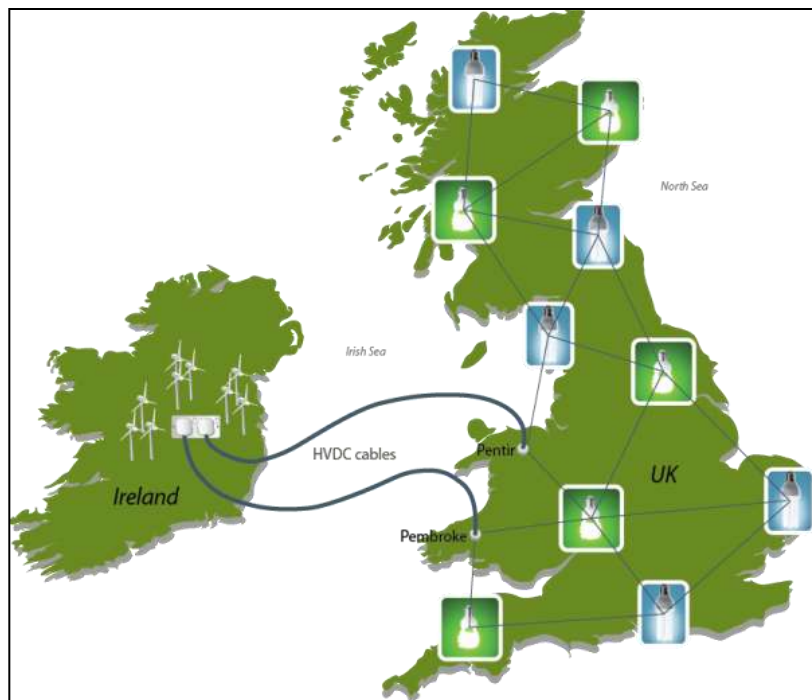 North Sea
Irish Sea
Pentir
HVDC cables
UK
Ireland
Pembroke